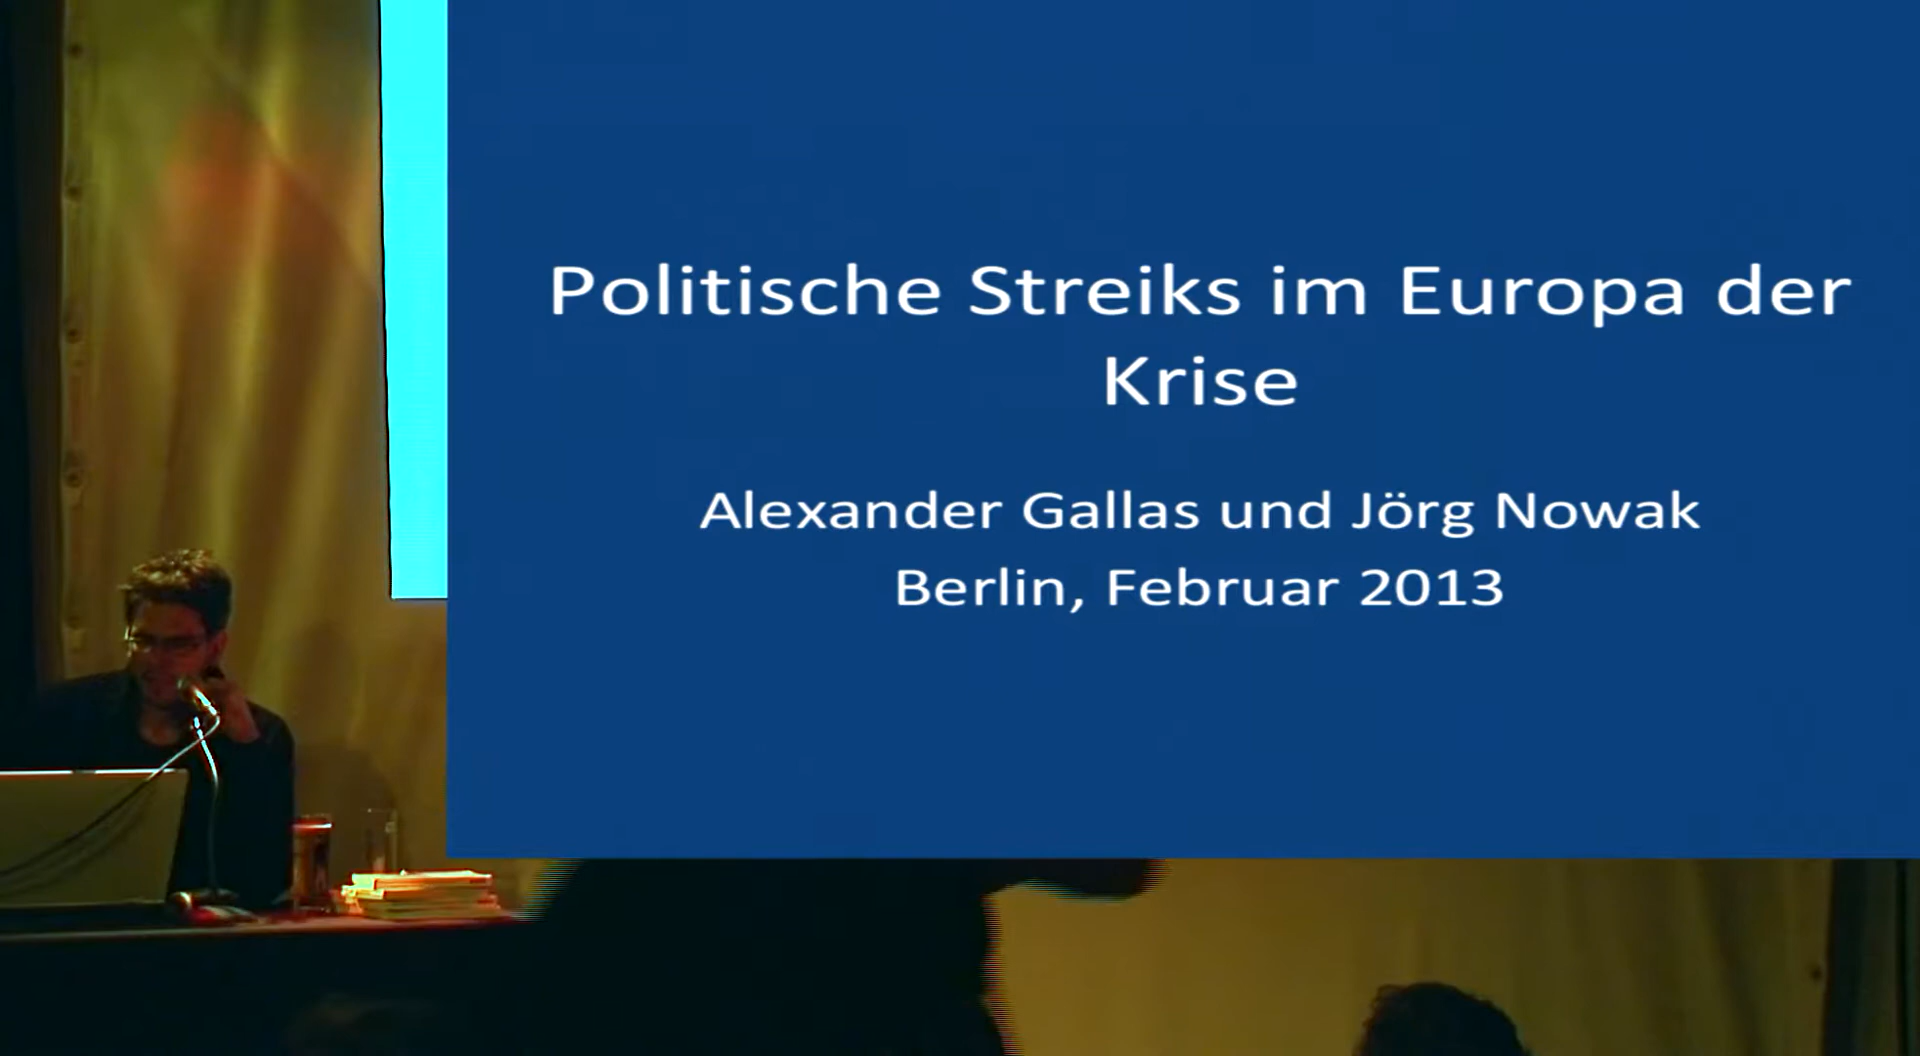 Politische Streiks im Europa der
Krise
Alexander Gallas und Jörg Nowak
Berlin, Februar 2013